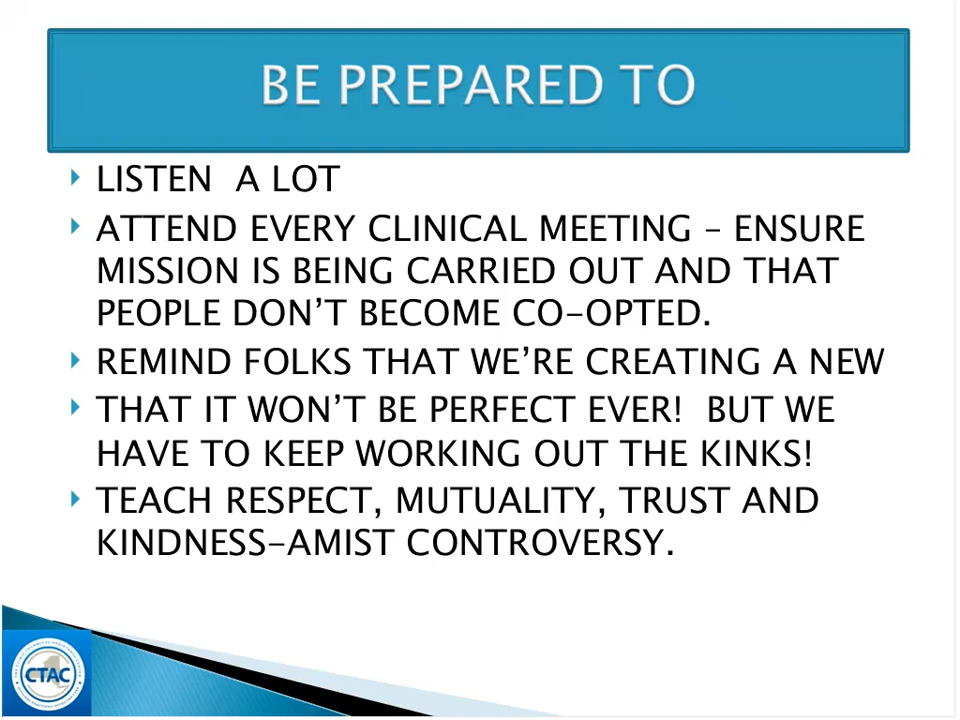 BE PREPARED TO
LISTEN  A LOT
ATTEND EVERY CLINICAL MEETING – ENSURE
MISSION IS BEING CARRIED OUT AND THAT
PEOPLE DON’T BECOME CO-OPTED.
REMIND FOLKS THAT WE’RE CREATING A NEW
THAT IT WON’T BE PERFECT EVER!  BUT WE
HAVE TO KEEP WORKING OUT THE KINKS!
TEACH RESPECT, MUTUALITY, TRUST AND
KINDNESS-AMIST CONTROVERSY.
CTAC